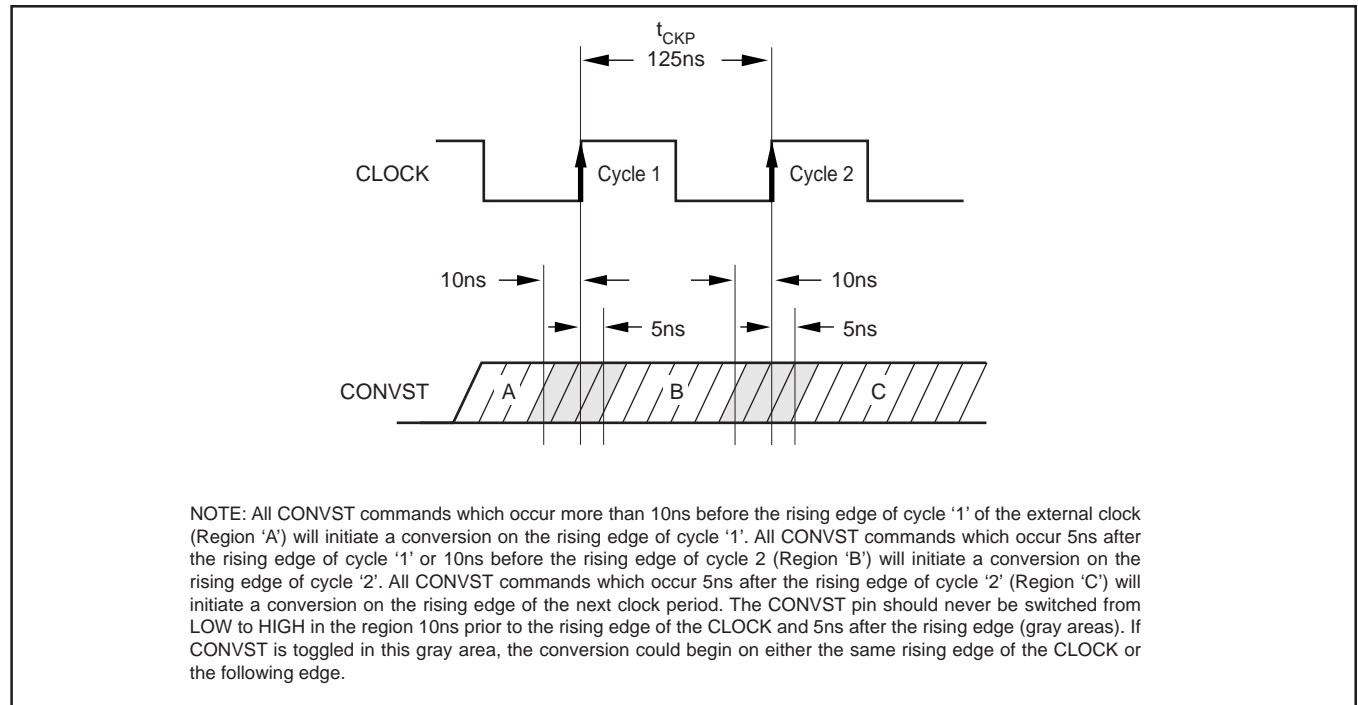 tCKP
125ns
CLOCK
Cycle 1
Cycle 2
10ns
10ns
5ns
5ns
CONVST
A
B
C
NOTE: All CONVST commands which occur more than 10ns before the rising edge of cycle ‘1’ of the external clock
(Region ‘A’) will initiate a conversion on the rising edge of cycle ‘1’. All CONVST commands which occur 5ns after
the rising edge of cycle ‘1’ or 10ns before the rising edge of cycle 2 (Region ‘B’) will initiate a conversion on the
rising edge of cycle ‘2’. All CONVST commands which occur 5ns after the rising edge of cycle ‘2’ (Region ‘C’) will
initiate a conversion on the rising edge of the next clock period. The CONVST pin should never be switched from
LOW to HIGH in the region 10ns prior to the rising edge of the CLOCK and 5ns after the rising edge (gray areas). If
CONVST is toggled in this gray area, the conversion could begin on either the same rising edge of the CLOCK or
the following edge.